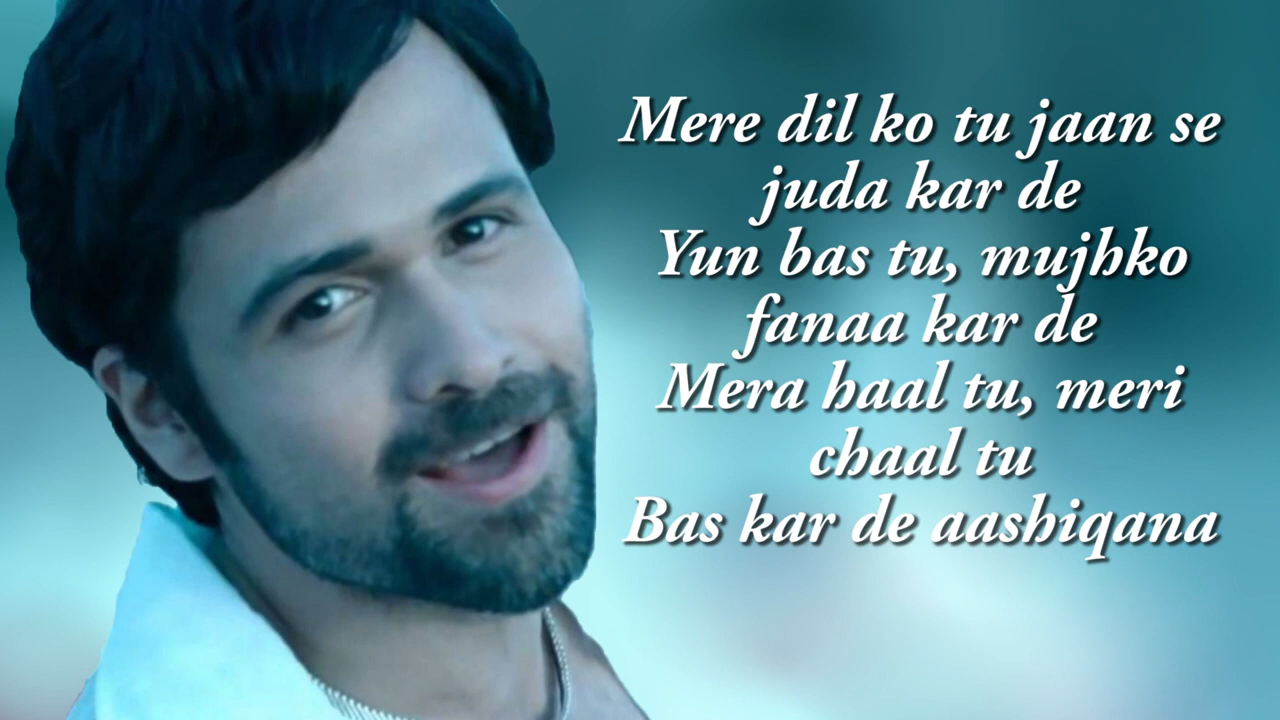 Mere dil ko tu jaan se
juda kar de
Yun bas tu, mujhko
fanaa kar de
Mera haal tu, meri
chaal tu
Bas kar de aashiqana